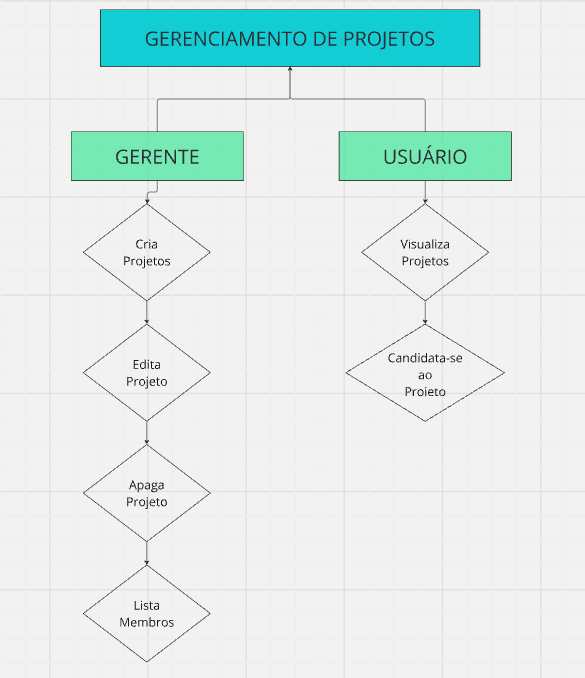 GERENCIAMENTO DE PROJETOS
GERENTE
USUÁRIO
Cria
Projetos
Visualiza
Projetos
Edita
Projeto
Candidata-se
ao
Projeto
Apaga
Projeto
Lista
Membros